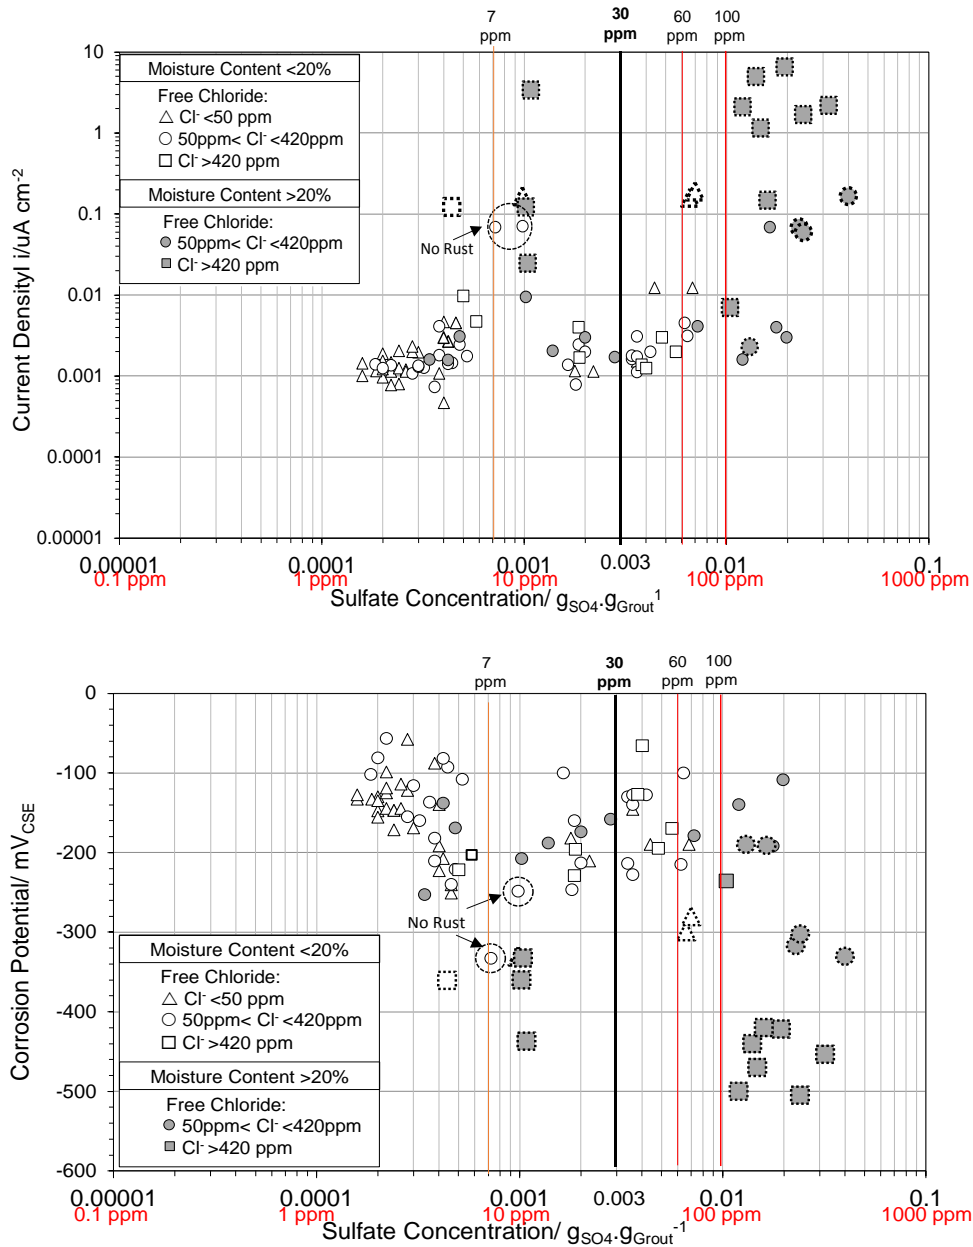 7
ppm
30
ppm
60
ppm
100
ppm
10
1
0.1
0.01
0.001
0.0001
0.00001
Current Densityl i/uA cm-2
Moisture Content <20%
Free Chloride:
Cl- <50 ppm
50ppm< Cl- <420ppm
Cl- >420 ppm
Moisture Content >20%
Free Chloride:
50ppm< Cl- <420ppm
Cl- >420 ppm
No Rust
0.00001 0.0001 0.001 0.003 0.01 0.1
0.1 ppm 1 ppm 10 ppm 100 ppm 1000 ppm
Sulfate Concentration/ gSO4.gGrout1
7
ppm
30
ppm
60
ppm
100
ppm
0
-100
-200
-300
-400
-500
-600
Corrosion Potential/ mVCSE
No Rust
Moisture Content <20%
Free Chloride:
Cl- <50 ppm
50ppm< Cl- <420ppm
Cl- >420 ppm
Moisture Content >20%
Free Chloride:
50ppm< Cl- <420ppm
Cl- >420 ppm
0.00001 0.0001 0.001 0.003 0.01 0.1
0.1 ppm 1 ppm 10 ppm 100 ppm 1000 ppm
Sulfate Concentration/ gSO4.gGrout-1